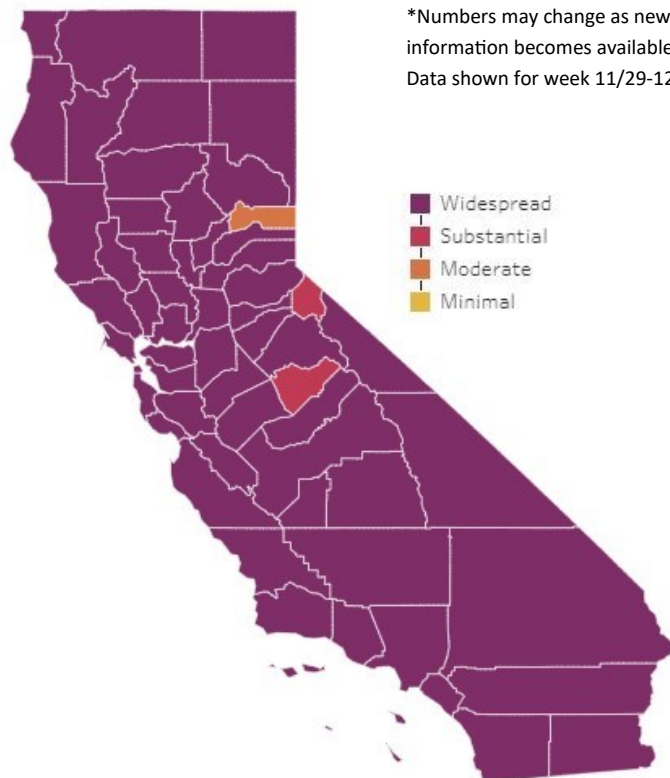 *Numbers may change as new
information becomes available
Data shown for week 11/29-12
Widespread
Substantial
Moderate
Minimal